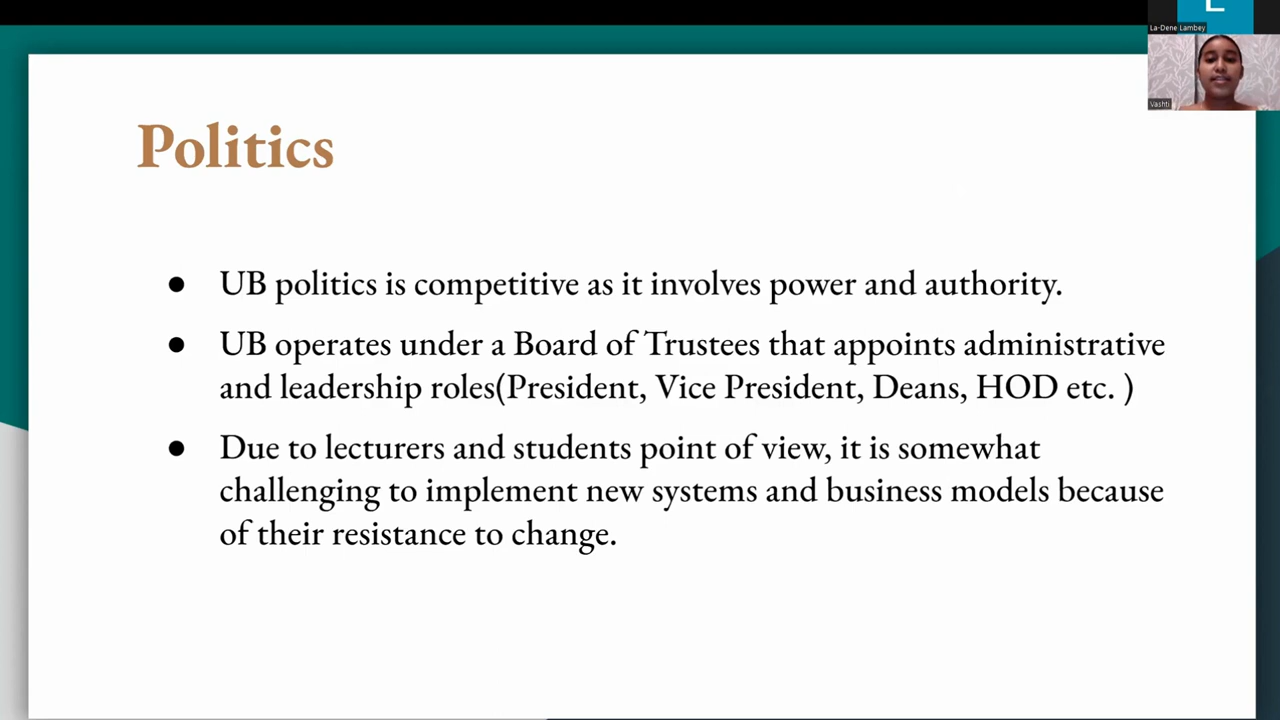 L
La-Dene Lambey
Vashti
Politics
● UB politics is competitive as it involves power and authority.
● UB operates under a Board of Trustees that appoints administrative
and leadership roles(President, Vice President, Deans, HOD etc. )
● Due to lecturers and students point of view, it is somewhat
challenging to implement new systems and business models because
of their resistance to change.